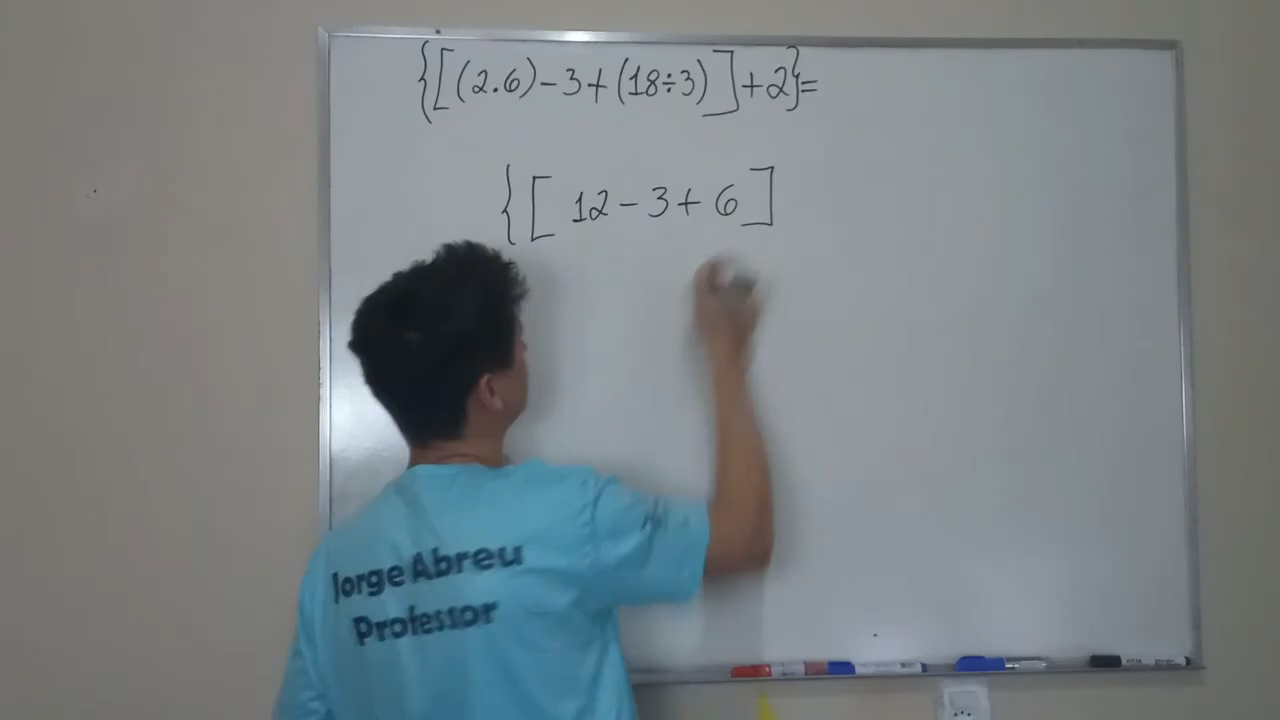 {[(2.6)-3+(18÷3)]+2}=
{[ 12-3+6]
Jorge Abreu
Professor